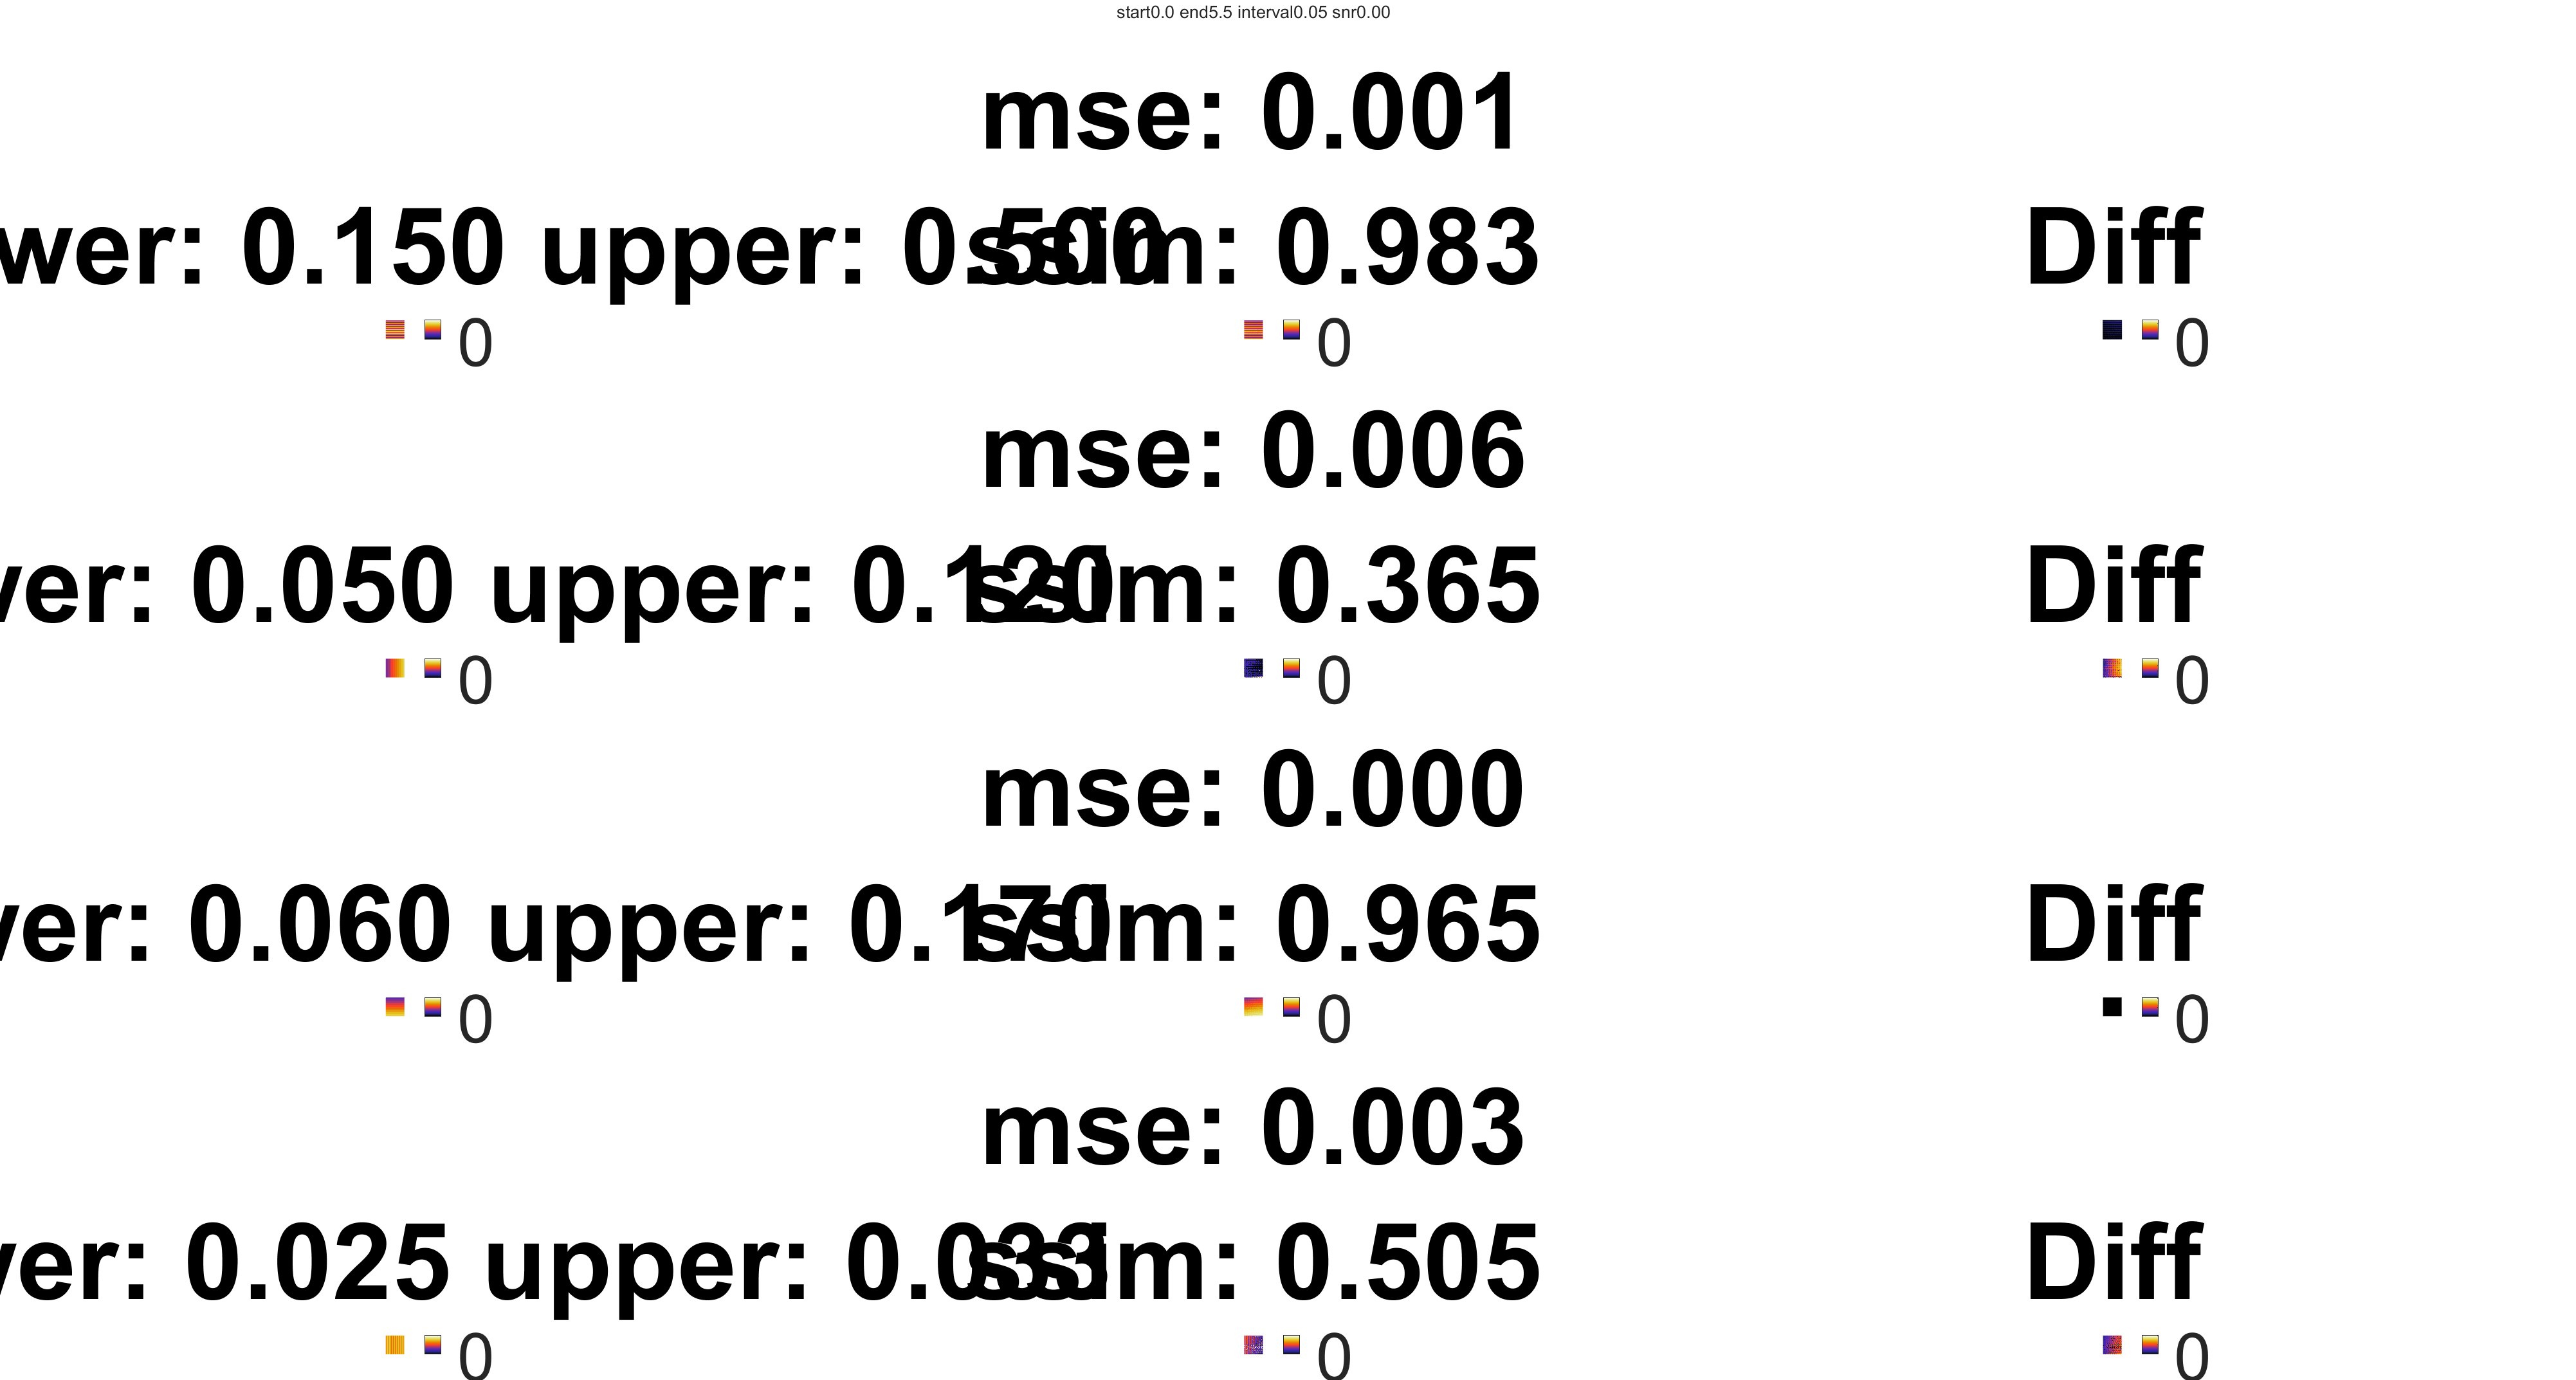 start0.0 end5.5 interval0.05 snr0.00
mse: 0.001
wer: 0.150 upper: 0.500 ssim: 0.983
Diff
0
0
0
mse: 0.006
ver: 0.050 upper: 0.120 ssim: 0.365
Diff
0
0
0
mse: 0.000
ver: 0.060 upper: 0.170 ssim: 0.965
Diff
0
0
0
mse: 0.003
ver: 0.025 upper: 0.033 ssim: 0.505
Diff
0
0
0